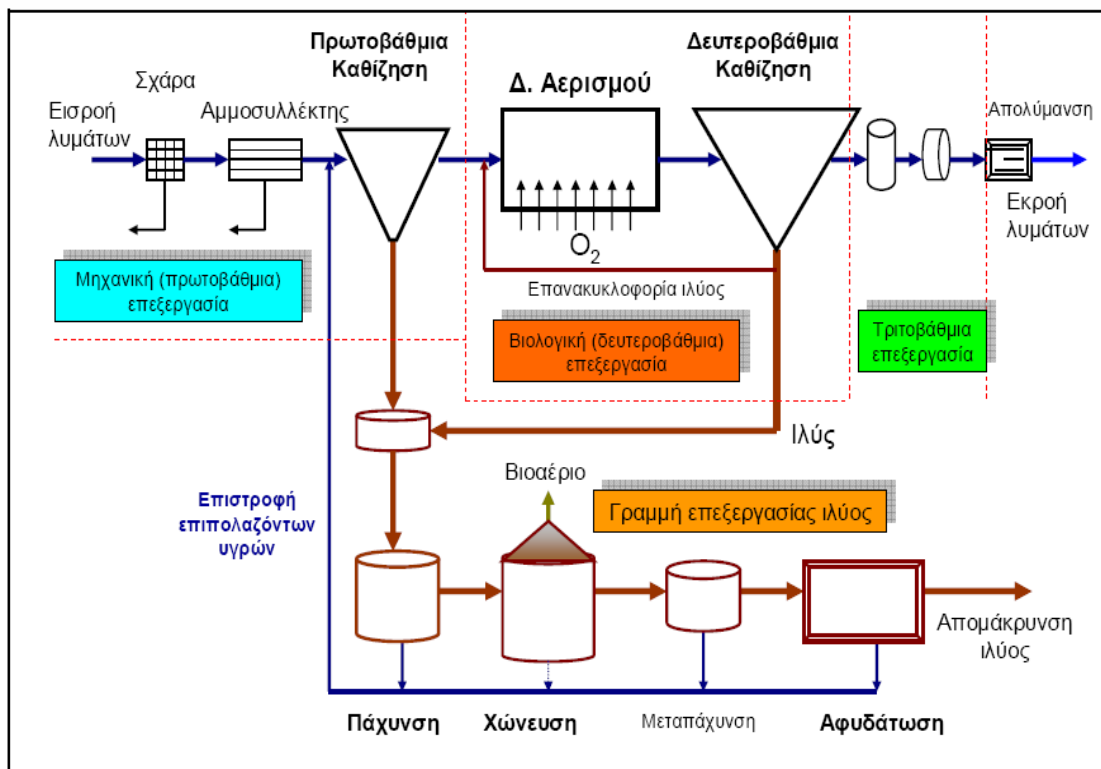 Πρωτοβάθμια
Καθίζηση
Δευτεροβάθμια
Καθίζηση
Σχάρα
Δ. Αερισμού
Εισροή
λυμάτων
Αμμοσυλλέκτης
Απολύμανση
Εκροή
λυμάτων
O2
Μηχανική (πρωτοβάθμια)
επεξεργασία
Επανακυκλοφορία ιλύος
Βιολογική (δευτεροβάθμια)
επεξεργασία
Τριτοβάθμια
επεξεργασία
Ιλύς
Βιοαέριο
Γραμμή επεξεργασίας ιλύος
Επιστροφή
επιπολαζόντων
υγρών
Απομάκρυνση
ιλύος
Πάχυνση
Χώνευση
Μεταπάχυνση
Αφυδάτωση